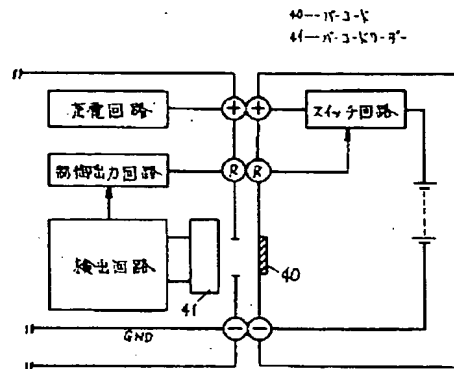 40---バーコード
41---バーコードリーダー
充電回路
+
+
スイッチ回路
制御出力回路
R
R
検出回路
41
40
GND
−
−